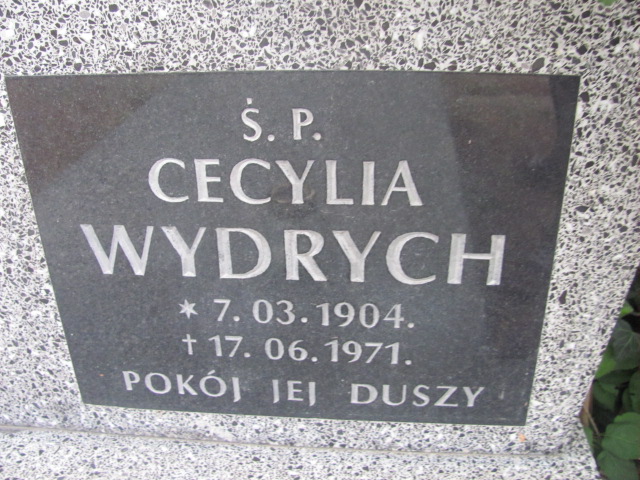 Ś. P.
CECYLIA
WYDRYCH
* 7. 03. 1904.
† 17. 06. 1971.
POKÓJ JEJ DUSZY